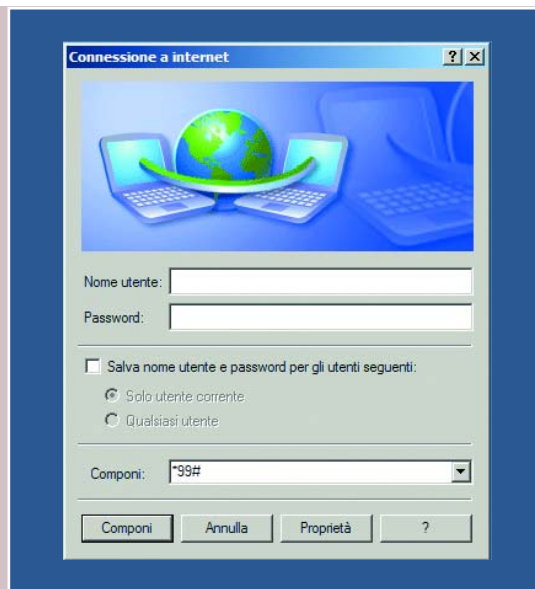 Connessione a internet
Nome utente:
Password:
Salva nome utente e password per gli utenti seguenti:
Solo utente corrente
Qualsiasi utente
Componi: *99#
Componi Annulla Proprietà ?